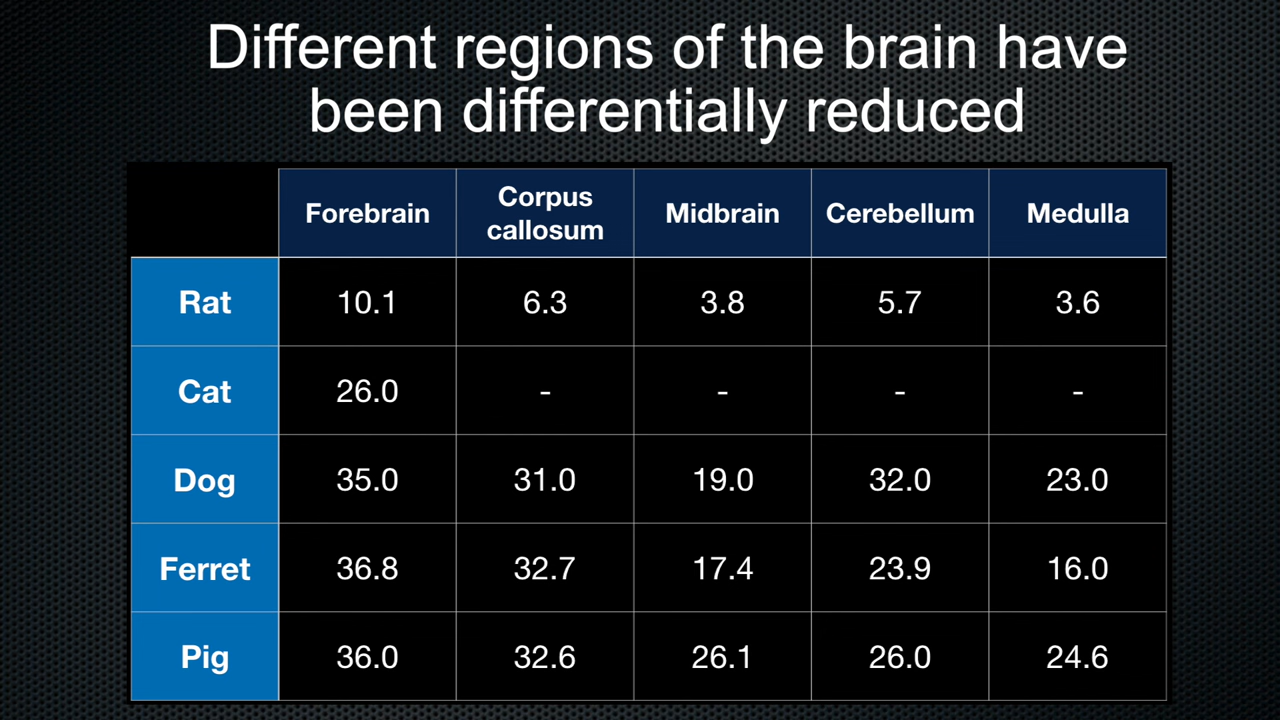 Different regions of the brain have
been differentially reduced
Forebrain Corpus callosum Midbrain Cerebellum Medulla
Rat 10.1 6.3 3.8 5.7 3.6
Cat 26.0 - - - -
Dog 35.0 31.0 19.0 32.0 23.0
Ferret 36.8 32.7 17.4 23.9 16.0
Pig 36.0 32.6 26.1 26.0 24.6